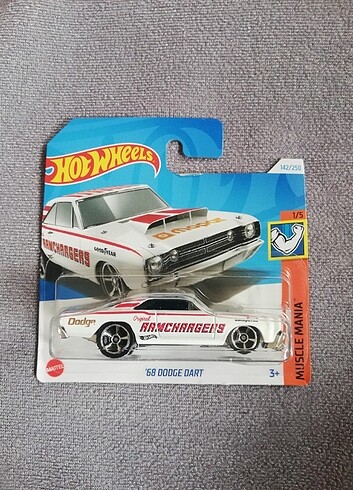 HOT WHEELS
142/250
1/5
RAMCHARGERS
GOODYEAR
MUSCLE MANIA
Dodge
Original
RAMCHARGERS
MATTEL
'68 DODGE DART
3+